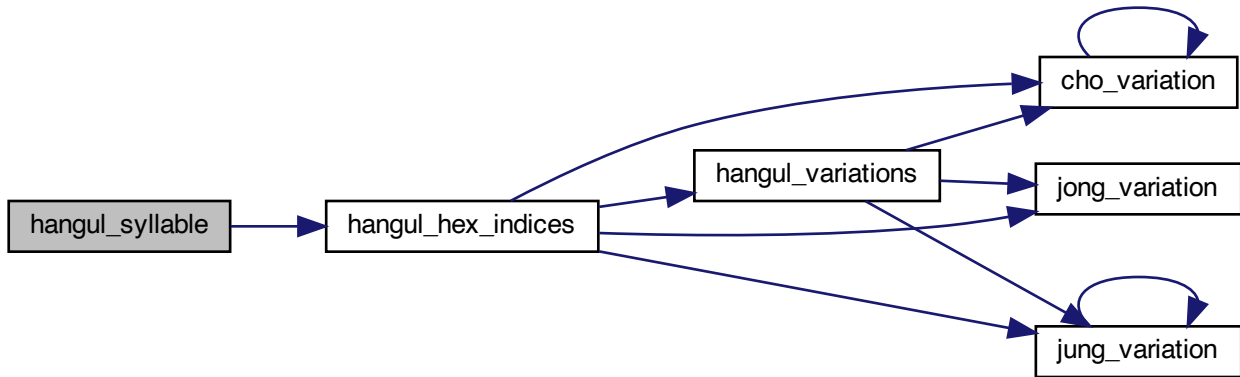 hangul_syllable
hangul_hex_indices
hangul_variations
cho_variation
jong_variation
jung_variation